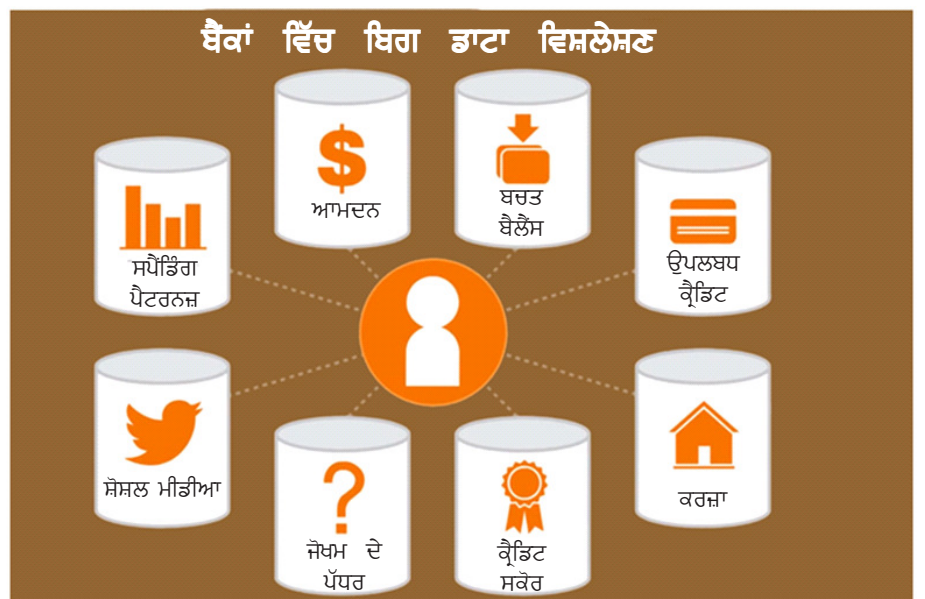 ਬੈਂਕਾਂ ਵਿੱਚ ਬਿਗ ਡਾਟਾ ਵਿਸ਼ਲੇਸ਼ਣ
ਆਮਦਨ
ਬਚਤ
ਬੈਲੈਂਸ
ਸਪੈਂਡਿੰਗ
ਪੈਟਰਨਜ਼
ਉਪਲਬਧ
ਕ੍ਰੈਡਿਟ
ਸ਼ੋਸ਼ਲ ਮੀਡੀਆ
ਕਰਜ਼ਾ
ਜੋਖਮ ਦੇ
ਪੱਧਰ
ਕ੍ਰੈਡਿਟ
ਸਕੋਰ